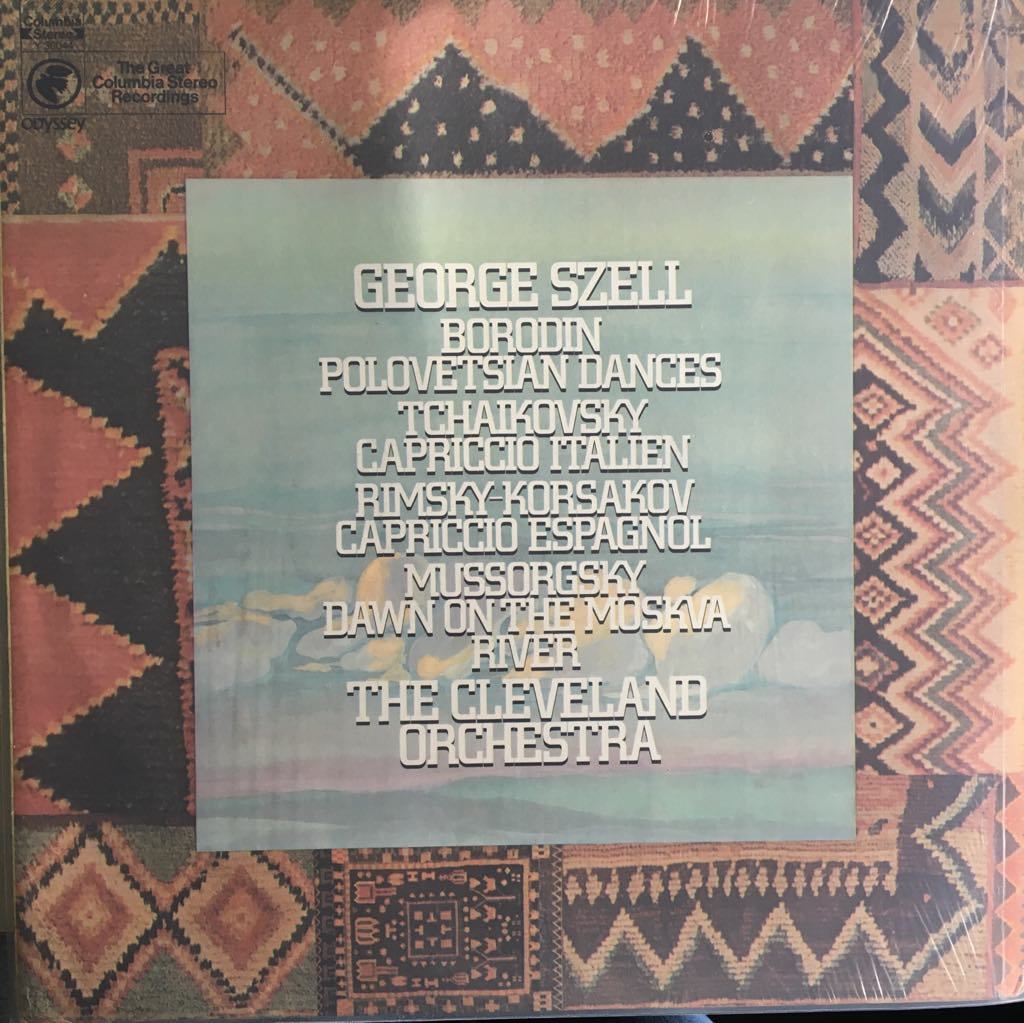 Columbia
Stereo
Y 30044
The Great
Columbia Stereo
Recordings
Odyssey
GEORGE SZELL
BORODIN
POLOVETSIAN DANCES
TCHAIKOVSKY
CAPRICCIO ITALIEN
RIMSKY-KORSAKOV
CAPRICCIO ESPAGNOL
MUSSORGSKY
DAWN ON THE MOSKVA
RIVER
THE CLEVELAND
ORCHESTRA